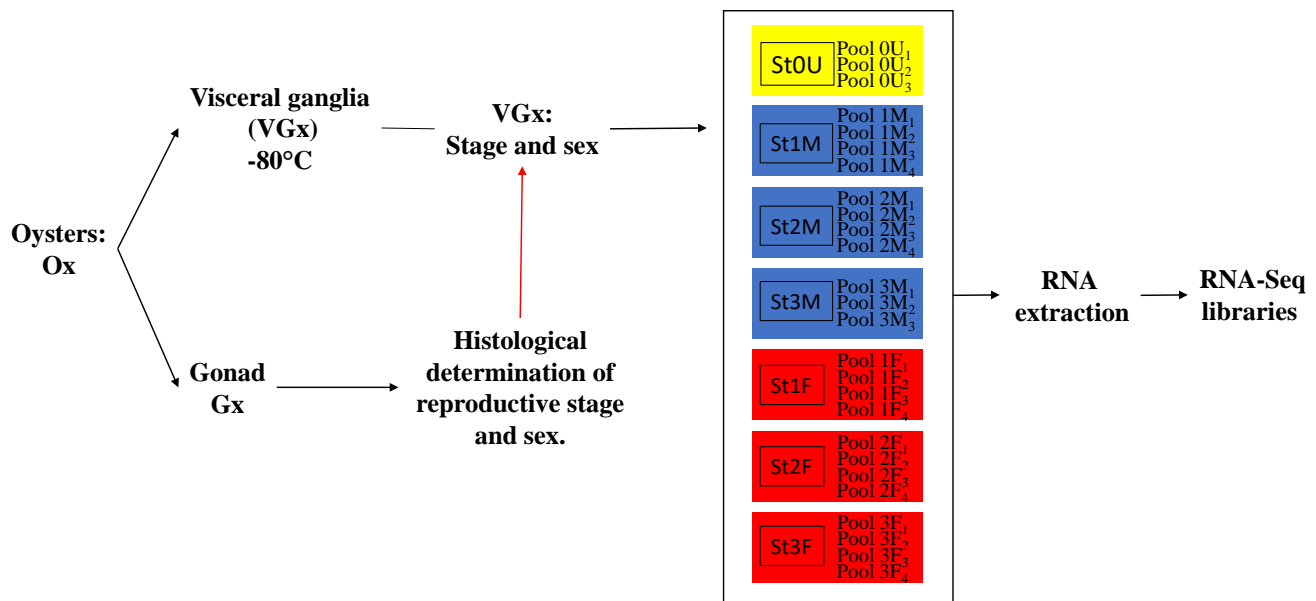 Oysters:
Ox
Visceral ganglia
(VGx)
-80°C
Gonad
Gx
VGx:
Stage and sex
Histological
determination of
reproductive stage
and sex.
St0U
Pool 0U₁
Pool 0U₂
Pool 0U₃
St1M
Pool 1M₁
Pool 1M₂
Pool 1M₃
Pool 1M₄
St2M
Pool 2M₁
Pool 2M₂
Pool 2M₃
Pool 2M₄
St3M
Pool 3M₁
Pool 3M₂
Pool 3M₃
St1F
Pool 1F₁
Pool 1F₂
Pool 1F₃
Pool 1F₄
St2F
Pool 2F₁
Pool 2F₂
Pool 2F₃
Pool 2F₄
St3F
Pool 3F₁
Pool 3F₂
Pool 3F₃
Pool 3F₄
RNA
extraction
RNA-Seq
libraries